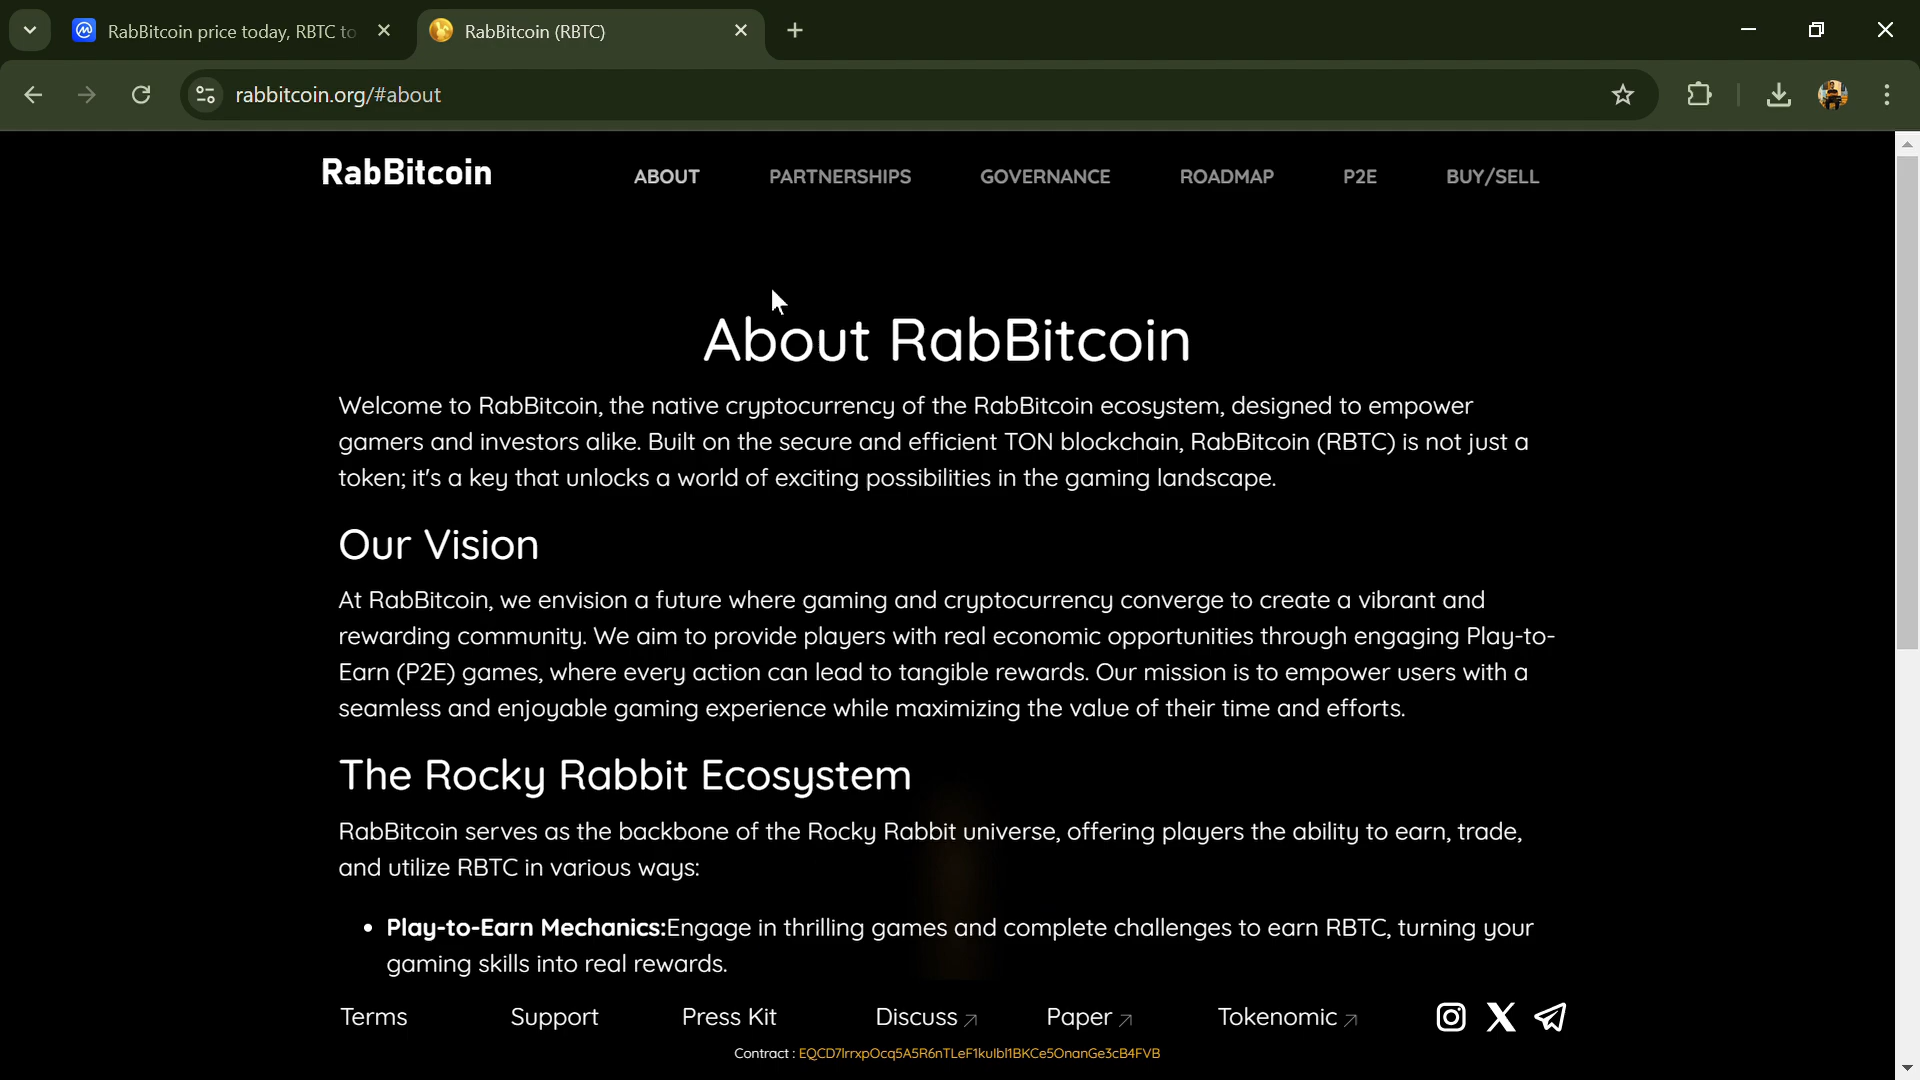 RabBitcoin price today, RBTC to
RabBitcoin (RBTC)
rabbitcoin.org/#about
RabBitcoin
ABOUT
PARTNERSHIPS
GOVERNANCE
ROADMAP
P2E
BUY/SELL
About RabBitcoin
Welcome to RabBitcoin, the native cryptocurrency of the RabBitcoin ecosystem, designed to empower
gamers and investors alike. Built on the secure and efficient TON blockchain, RabBitcoin (RBTC) is not just a
token; it's a key that unlocks a world of exciting possibilities in the gaming landscape.
Our Vision
At RabBitcoin, we envision a future where gaming and cryptocurrency converge to create a vibrant and
rewarding community. We aim to provide players with real economic opportunities through engaging Play-to-
Earn (P2E) games, where every action can lead to tangible rewards. Our mission is to empower users with a
seamless and enjoyable gaming experience while maximizing the value of their time and efforts.
The Rocky Rabbit Ecosystem
RabBitcoin serves as the backbone of the Rocky Rabbit universe, offering players the ability to earn, trade,
and utilize RBTC in various ways:
• Play-to-Earn Mechanics:Engage in thrilling games and complete challenges to earn RBTC, turning your
gaming skills into real rewards.
Terms
Support
Press Kit
Discuss
Paper
Tokenomic
Contract :